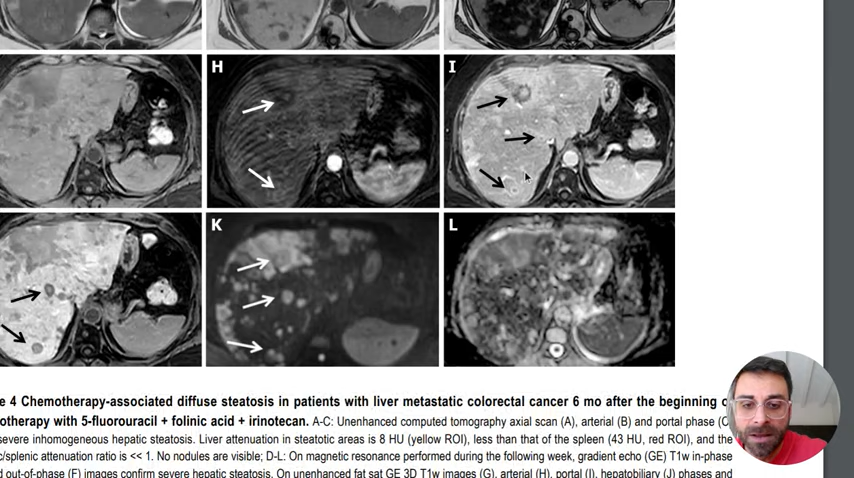 H
I
K
L
e 4 Chemotherapy-associated diffuse steatosis in patients with liver metastatic colorectal cancer 6 mo after the beginning
otherapy with 5-fluorouracil + folinic acid + irinotecan. A-C: Unenhanced computed tomography axial scan (A), arterial (B) and portal phase (C
severe inhomogeneous hepatic steatosis. Liver attenuation in steatotic areas is 8 HU (yellow ROI), less than that of the spleen (43 HU, red ROI), and the
c/splenic attenuation ratio is << 1. No nodules are visible; D-L: On magnetic resonance performed during the following week, gradient echo (GE) T1w in-phase
d out-of-phase (F) images confirm severe hepatic steatosis. On unenhanced fat sat GE 3D T1w images (G), arterial (H), portal (I), hepatobiliary (J) phases and